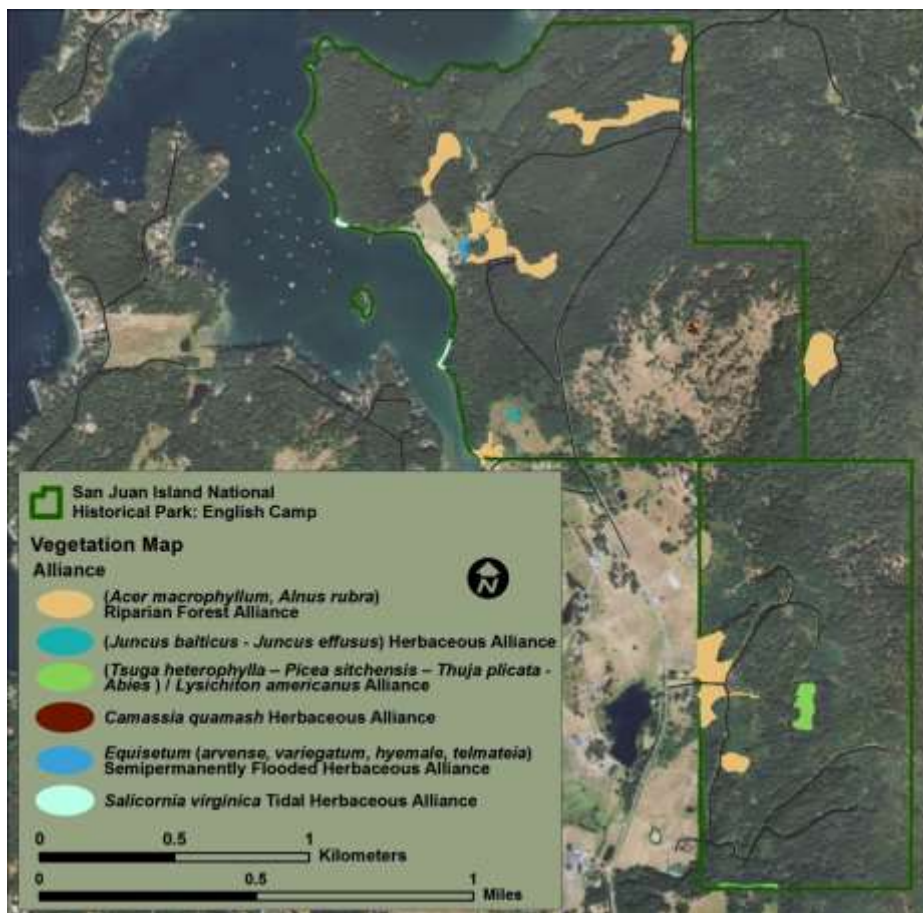 San Juan Island National
Historical Park: English Camp
Vegetation Map
Alliance
N
(Acer macrophyllum, Alnus rubra)
Riparian Forest Alliance
(Juncus balticus - Juncus effusus) Herbaceous Alliance
(Tsuga heterophylla – Picea sitchensis – Thuja plicata -
Abies ) / Lysichiton americanus Alliance
Camassia quamash Herbaceous Alliance
Equisetum (arvense, variegatum, hyemale, telmateia)
Semipermanently Flooded Herbaceous Alliance
Salicornia virginica Tidal Herbaceous Alliance
0 0.5 1
Kilometers
0 0.5 1
Miles